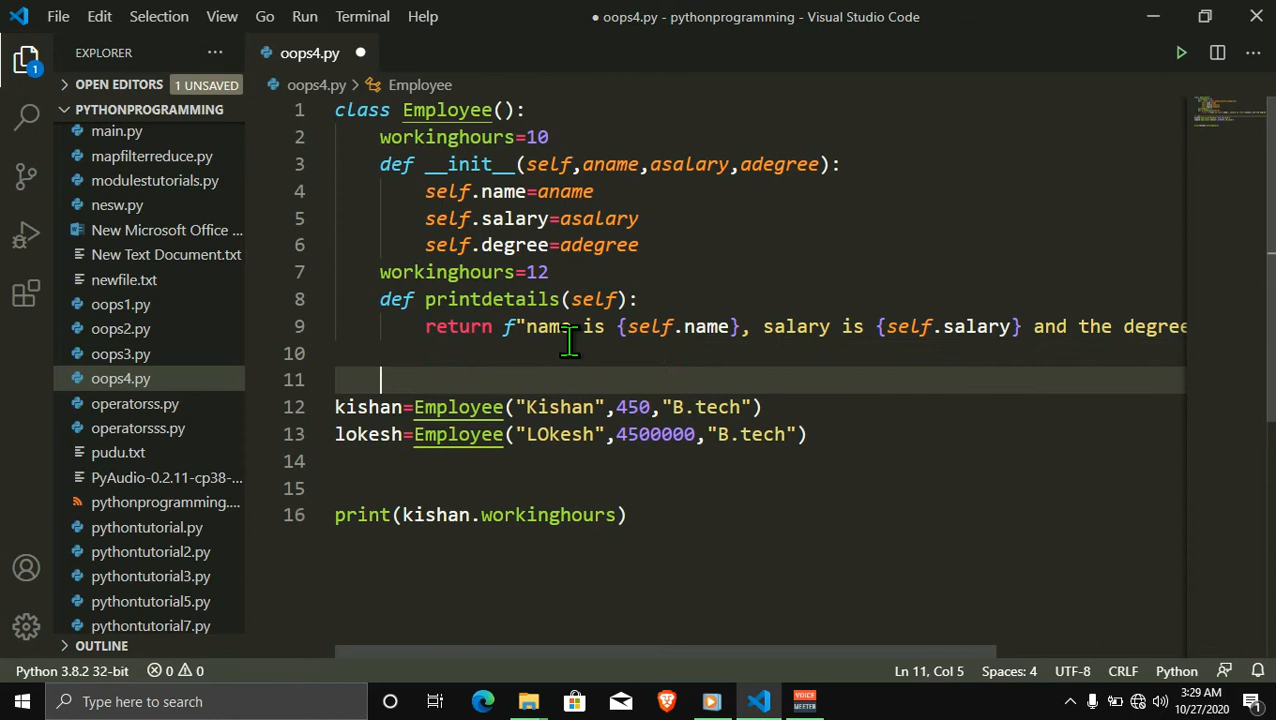 File Edit Selection View Go Run Terminal Help
● oops4.py - pythonprogramming - Visual Studio Code
EXPLORER ···
oops4.py ●
OPEN EDITORS 1 UNSAVED
PYTHONPROGRAMMING
main.py
mapfilterreduce.py
modulestutorials.py
nesw.py
New Microsoft Office ...
New Text Document.txt
newfile.txt
oops1.py
oops2.py
oops3.py
oops4.py
operatorss.py
operatorsss.py
pudu.txt
PyAudio-0.2.11-cp38-...
pythonprogramming....
pythontutorial.py
pythontutorial2.py
pythontutorial3.py
pythontutorial5.py
pythontutorial7.py
OUTLINE
1
oops4.py > Employee
1 class Employee():
2 workinghours=10
3 def __init__(self,aname,asalary,adegree):
4 self.name=aname
5 self.salary=asalary
6 self.degree=adegree
7 workinghours=12
8 def printdetails(self):
9 return f"name is {self.name}, salary is {self.salary} and the degree
10
11
12 kishan=Employee("Kishan",450,"B.tech")
13 lokesh=Employee("LOkesh",4500000,"B.tech")
14
15
16 print(kishan.workinghours)
Python 3.8.2 32-bit 0 0 Ln 11, Col 5 Spaces: 4 UTF-8 CRLF Python
Type here to search
VOICE
MEETER
3:29 AM
10/27/2020
1